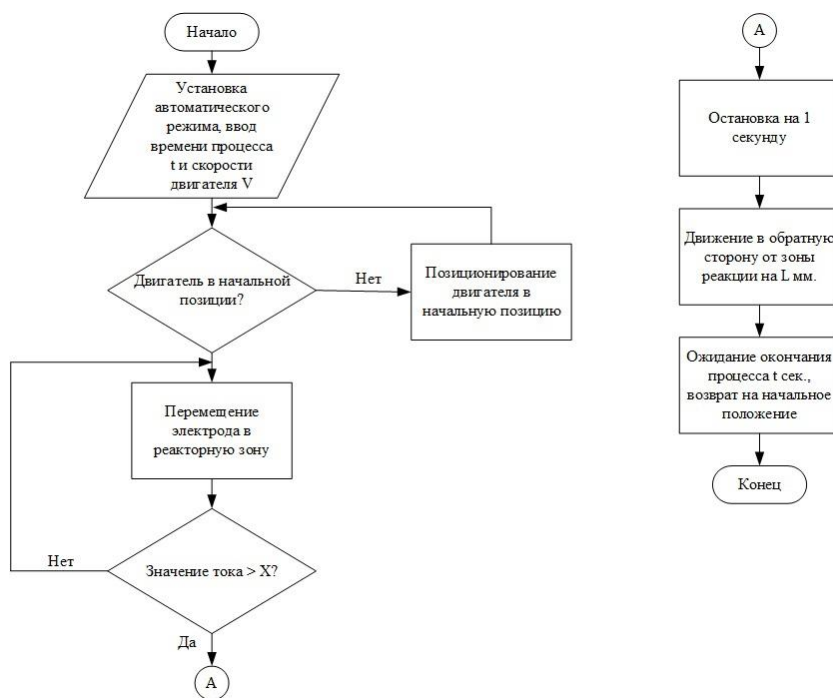 Начало
Установка
автоматического
режима, ввод
времени процесса
t и скорости
двигателя V
Двигатель в начальной
позиции?
Нет
Позиционирование
двигателя в
начальную позицию
Перемещение
электрода в
реакторную зону
Нет
Значение тока > X?
Да
А
А
Остановка на 1
секунду
Движение в обратную
сторону от зоны
реакции на L мм.
Ожидание окончания
процесса t сек.,
возврат на начальное
положение
Конец